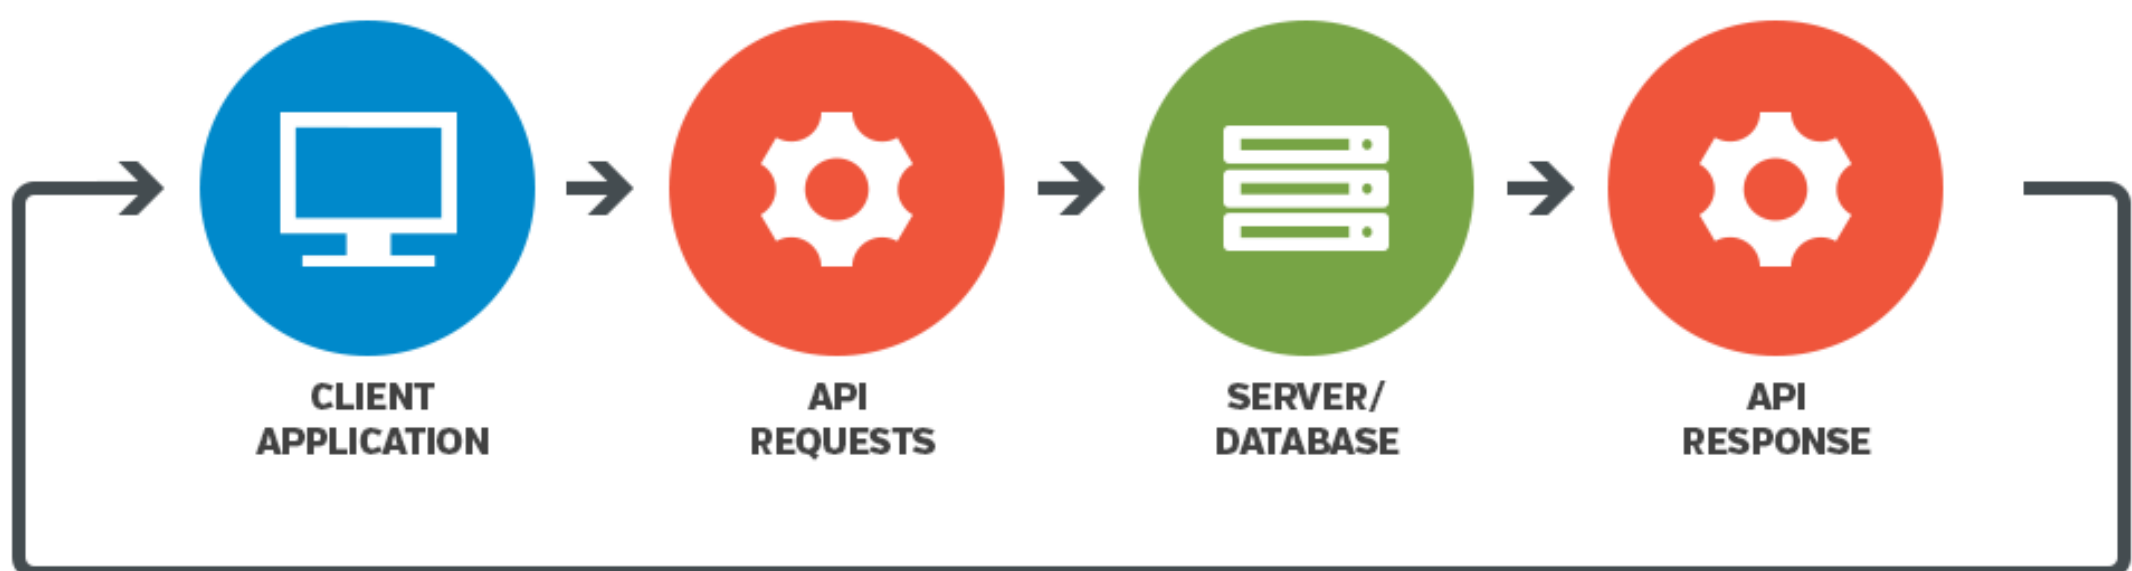 CLIENT
APPLICATION
API
REQUESTS
SERVER/
DATABASE
API
RESPONSE